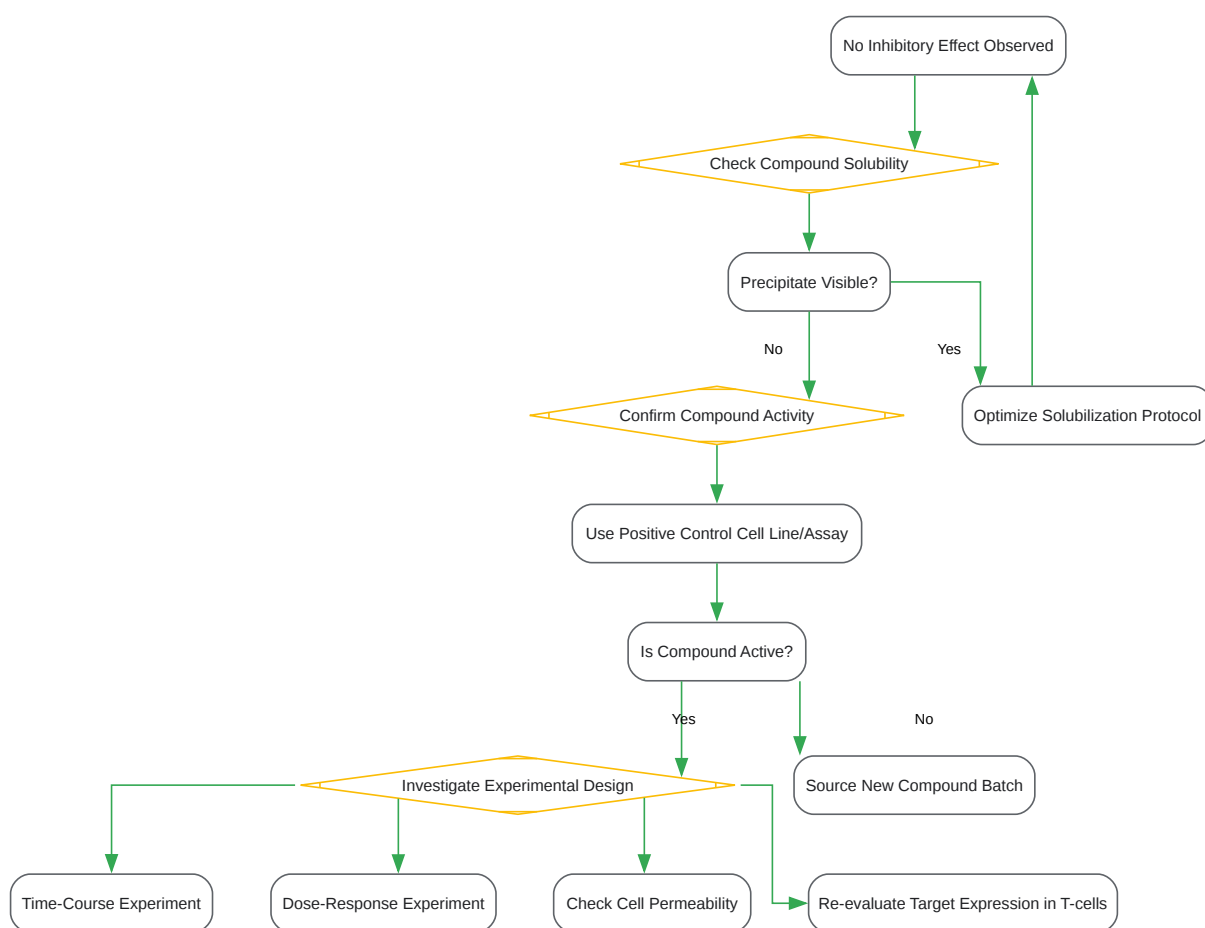 No Inhibitory Effect Observed
Check Compound Solubility
Precipitate Visible?
No
Yes
Confirm Compound Activity
Optimize Solubilization Protocol
Use Positive Control Cell Line/Assay
Is Compound Active?
Yes
No
Investigate Experimental Design
Source New Compound Batch
Time-Course Experiment
Dose-Response Experiment
Check Cell Permeability
Re-evaluate Target Expression in T-cells